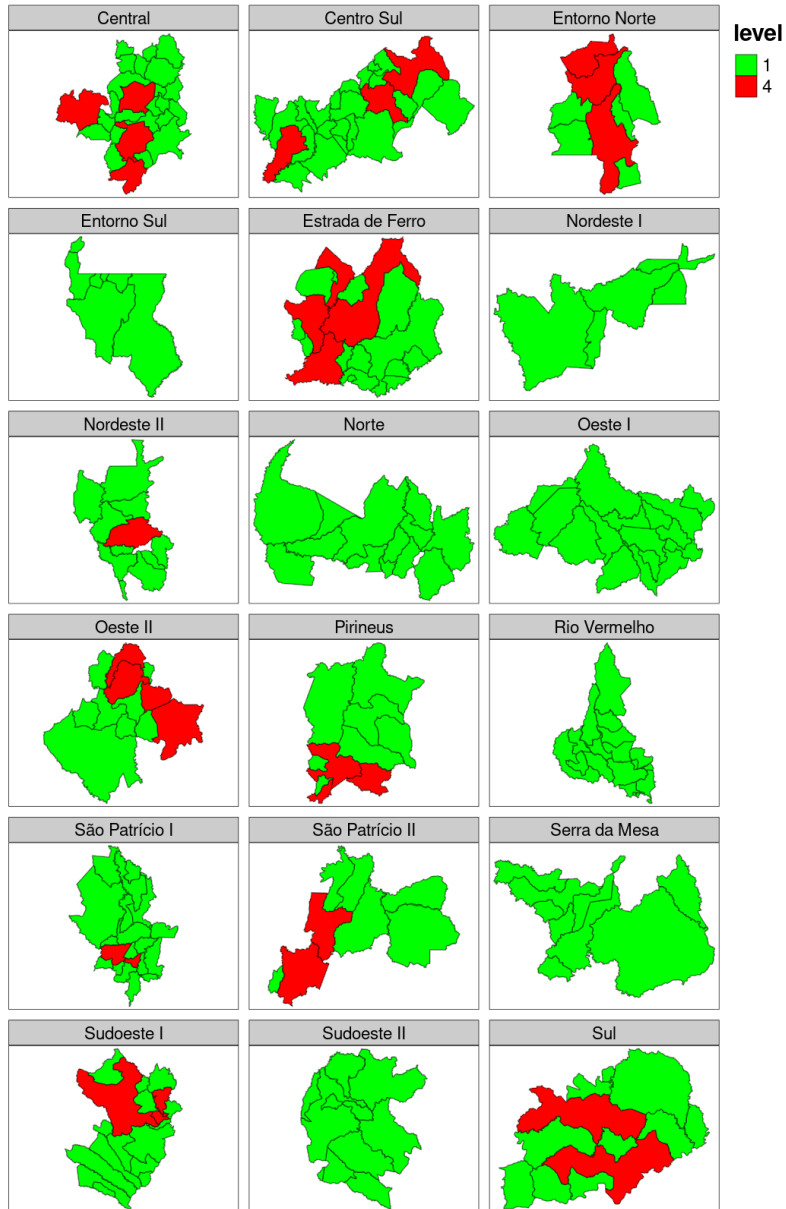 Central
Centro Sul
Entorno Norte
level
1
4
Entorno Sul
Estrada de Ferro
Nordeste I
Nordeste II
Norte
Oeste I
Oeste II
Pirineus
Rio Vermelho
São Patrício I
São Patrício II
Serra da Mesa
Sudoeste I
Sudoeste II
Sul